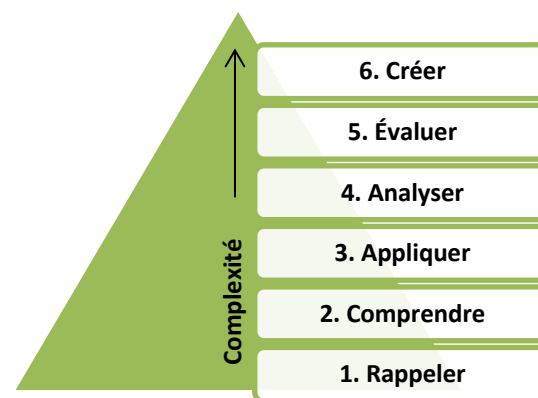 6. Créer
5. Évaluer
4. Analyser
3. Appliquer
2. Comprendre
1. Rappeler
Complexité